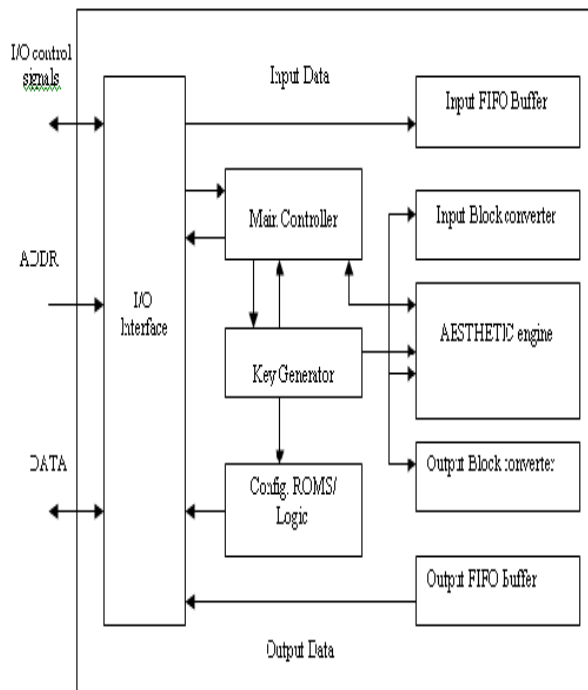 I/O control
signals
Input Data
Input FIFO Buffer
Main Controller
Input Block converter
ADDR
I/O
Interface
AESTHETIC engine
Key Generator
DATA
Config. ROMS/
Logic
Output Block converter
Output FIFO buffer
Output Data